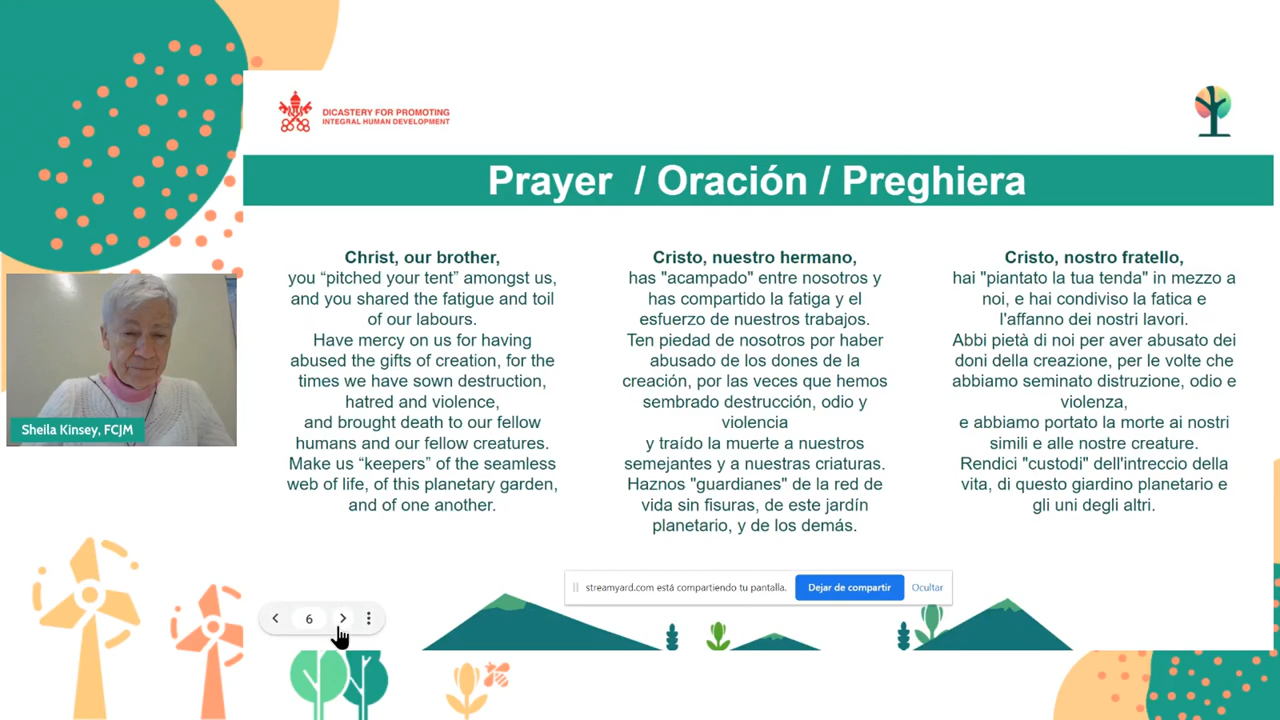 DICASTERY FOR PROMOTING
INTEGRAL HUMAN DEVELOPMENT
Prayer / Oración / Preghiera
Christ, our brother,
you “pitched your tent” amongst us,
and you shared the fatigue and toil
of our labours.
Have mercy on us for having
abused the gifts of creation, for the
times we have sown destruction,
hatred and violence,
and brought death to our fellow
humans and our fellow creatures.
Make us “keepers” of the seamless
web of life, of this planetary garden,
and of one another.
Cristo, nuestro hermano,
has "acampado" entre nosotros y
has compartido la fatiga y el
esfuerzo de nuestros trabajos.
Ten piedad de nosotros por haber
abusado de los dones de la
creación, por las veces que hemos
sembrado destrucción, odio y
violencia
y traído la muerte a nuestros
semejantes y a nuestras criaturas.
Haznos "guardianes" de la red de
vida sin fisuras, de este jardín
planetario, y de los demás.
Cristo, nostro fratello,
hai "piantato la tua tenda" in mezzo a
noi, e hai condiviso la fatica e
l'affanno dei nostri lavori.
Abbi pietà di noi per aver abusato dei
doni della creazione, per le volte che
abbiamo seminato distruzione, odio e
violenza,
e abbiamo portato la morte ai nostri
simili e alle nostre creature.
Rendici "custodi" dell'intreccio della
vita, di questo giardino planetario e
gli uni degli altri.
Sheila Kinsey, FCJM
streamyard.com está compartiendo tu pantalla.
Dejar de compartir
Ocultar
6